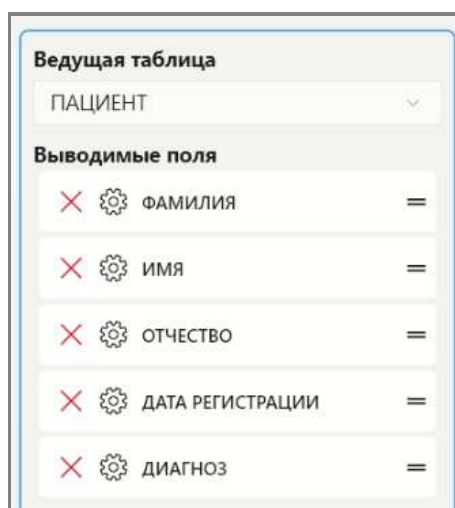 Ведущая таблица
ПАЦИЕНТ
Выводимые поля
ФАМИЛИЯ
ИМЯ
ОТЧЕСТВО
ДАТА РЕГИСТРАЦИИ
ДИАГНОЗ